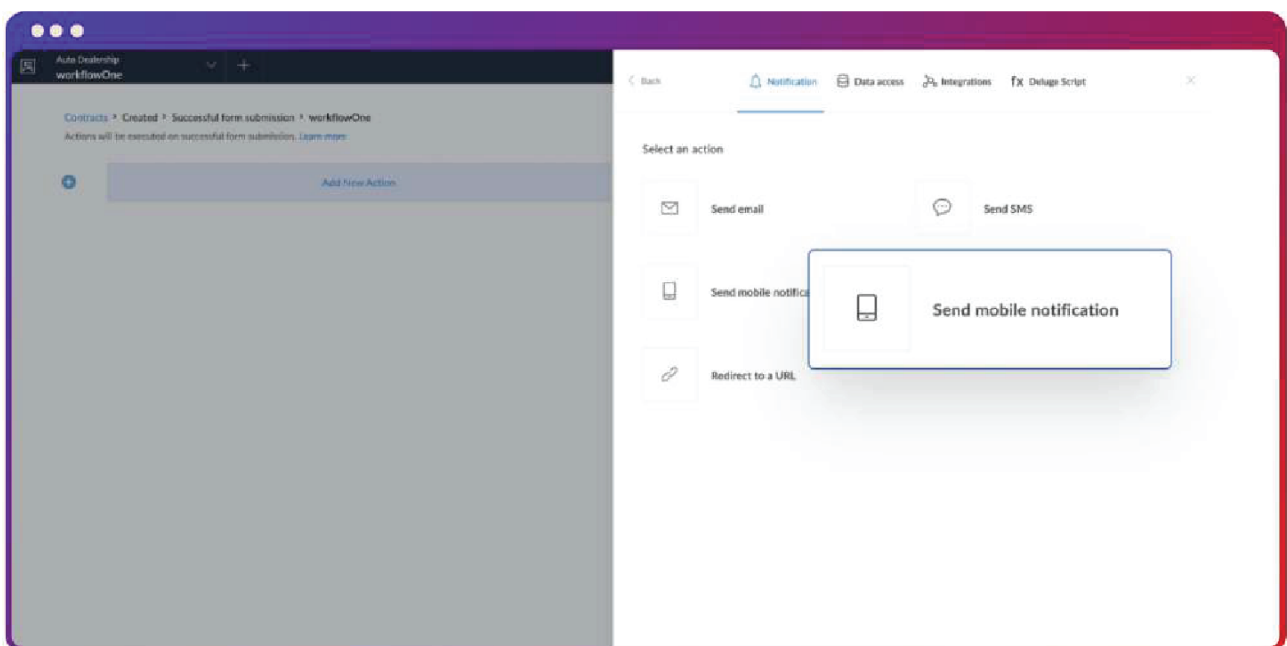 Auto Dealership
workflowOne
Contracts › Created › Successful form submission › workflowOne
Actions will be executed on successful form submission. Learn more
Add New Action
Back
Notification
Data access
Integrations
fx Deluge Script
Select an action
Send email
Send SMS
Send mobile notifica
Send mobile notification
Redirect to a URL